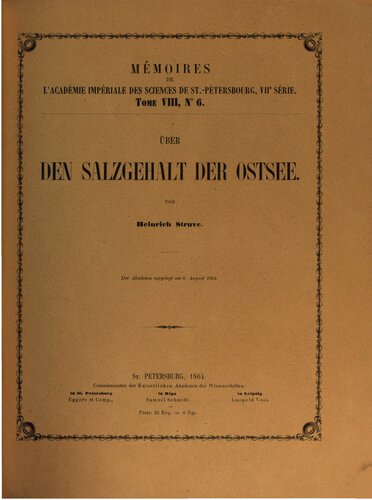 MÉMOIRES
DE
L'ACADÉMIE IMPÉRIALE DES SCIENCES DE ST.-PÉTERSBOURG, VIIᴱ SÉRIE.
TOME VIII, Nº 6.
ÜBER
DEN SALZGEHALT DER OSTSEE.
VON
Heinrich Struve.
Der Akademie vorgelegt am 4. August 1864.
ST. PETERSBURG, 1864.
Commissionäre der Kaiserlichen Akademie der Wissenschaften:
in St. Petersburg in Riga in Leipzig
Eggers et Comp., Samuel Schmidt, Leopold Voss.
Preis: 25 Kop. = 9 Ngr.